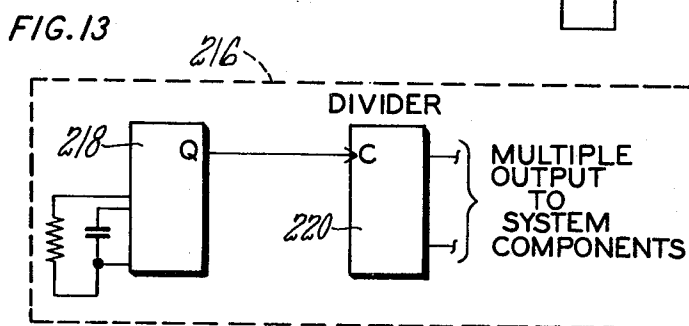 FIG.13
216
DIVIDER
218
Q
C
220
MULTIPLE
OUTPUT
TO
SYSTEM
COMPONENTS